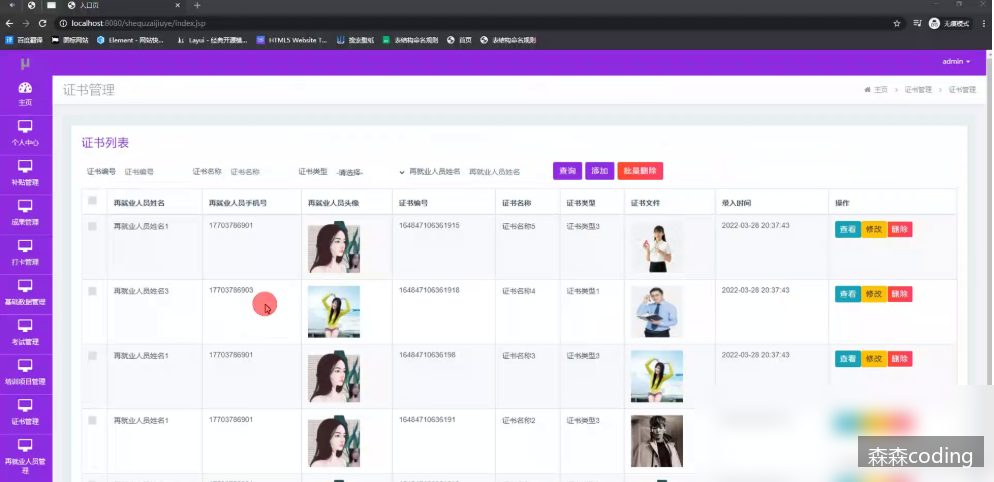 入口页
localhost:8080/shequzaijiuye/index.jsp
无痕模式
百度翻译 图标网站 Element - 网站快... Layui - 经典开源模... HTML5 Website T... 表结构命名规则 首页 表结构命名规则
μ admin
主页
个人中心
补贴管理
成果管理
打卡管理
基础数据管理
考试管理
培训项目管理
证书管理
再就业人员管理
证书管理
主页 > 证书管理 > 证书管理
证书列表
证书编号 证书编号 证书名称 证书名称 证书类型 -请选择- 再就业人员姓名 再就业人员姓名 查询 添加 批量删除
再就业人员姓名 再就业人员手机号 再就业人员头像 证书编号 证书名称 证书类型 证书文件 录入时间 操作
再就业人员姓名1 17703786901 164847106361915 证书名称5 证书类型3 2022-03-28 20:37:43 查看 修改 删除
再就业人员姓名3 17703786903 164847106361918 证书名称4 证书类型1 2022-03-28 20:37:43 查看 修改 删除
再就业人员姓名1 17703786901 16484710636198 证书名称3 证书类型3 2022-03-28 20:37:43 查看 修改 删除
再就业人员姓名1 17703786901 16484710636191 证书名称2 证书类型3
森森coding